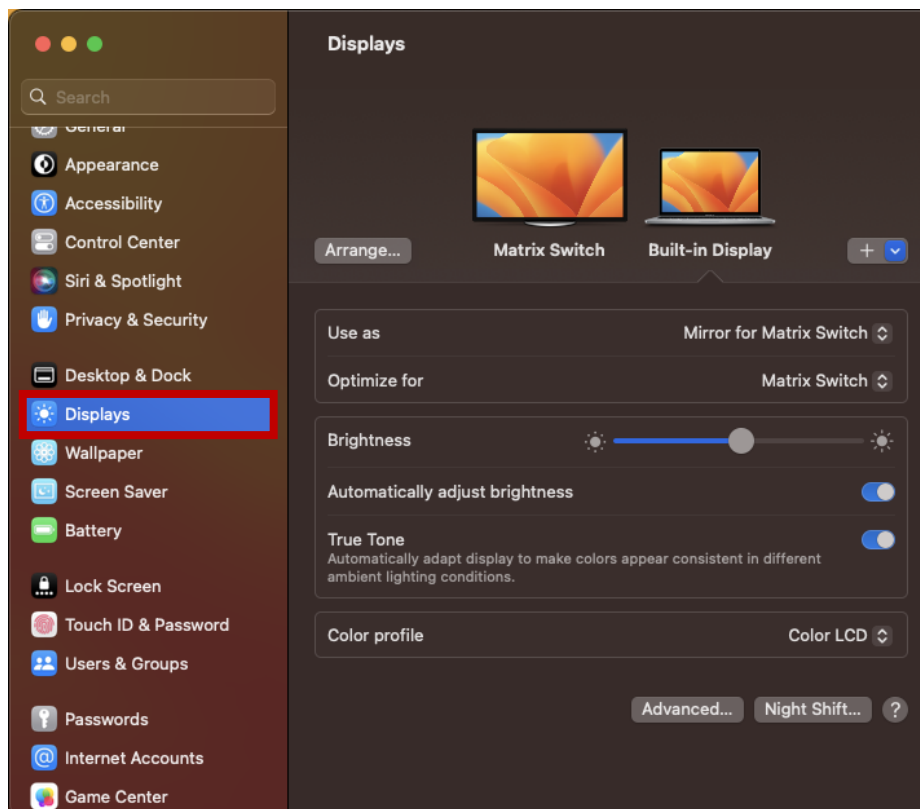 Search
General
Appearance
Accessibility
Control Center
Siri & Spotlight
Privacy & Security
Desktop & Dock
Displays
Wallpaper
Screen Saver
Battery
Lock Screen
Touch ID & Password
Users & Groups
Passwords
Internet Accounts
Game Center
Displays
Arrange...
Matrix Switch
Built-in Display
Use as
Mirror for Matrix Switch
Optimize for
Matrix Switch
Brightness
Automatically adjust brightness
True Tone
Automatically adapt display to make colors appear consistent in different
ambient lighting conditions.
Color profile
Color LCD
Advanced...
Night Shift...
?